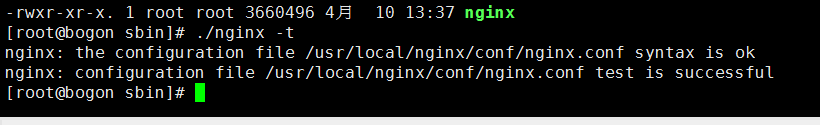 -rwxr-xr-x. 1 root root 3660496 4月  10 13:37 nginx
[root@bogon sbin]# ./nginx -t
nginx: the configuration file /usr/local/nginx/conf/nginx.conf syntax is ok
nginx: configuration file /usr/local/nginx/conf/nginx.conf test is successful
[root@bogon sbin]#